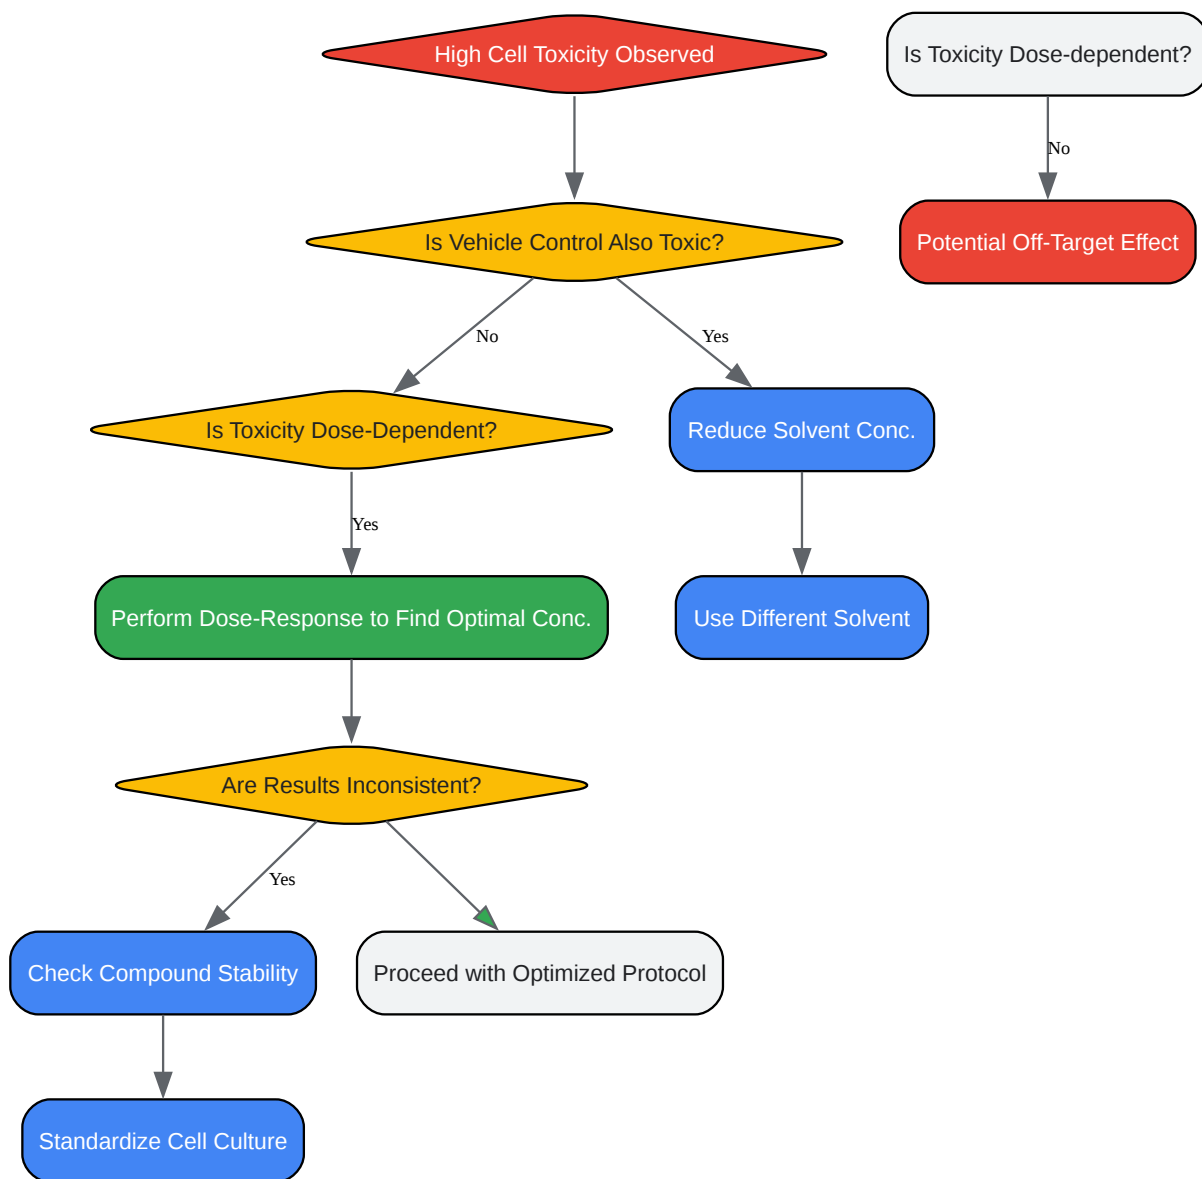 High Cell Toxicity Observed
Is Toxicity Dose-dependent?
No
Potential Off-Target Effect
Is Vehicle Control Also Toxic?
No
Yes
Is Toxicity Dose-Dependent?
Reduce Solvent Conc.
Yes
Perform Dose-Response to Find Optimal Conc.
Use Different Solvent
Are Results Inconsistent?
Yes
Check Compound Stability
Proceed with Optimized Protocol
Standardize Cell Culture